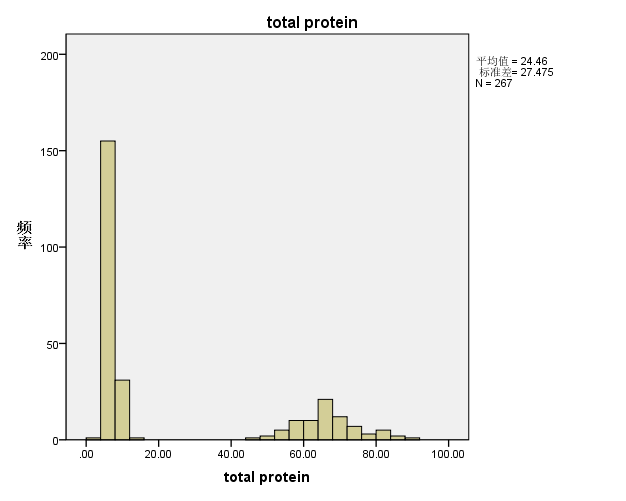 total protein
平均值 = 24.46
标准差= 27.475
N = 267
200
150
100
50
0
频率
.00 20.00 40.00 60.00 80.00 100.00
total protein